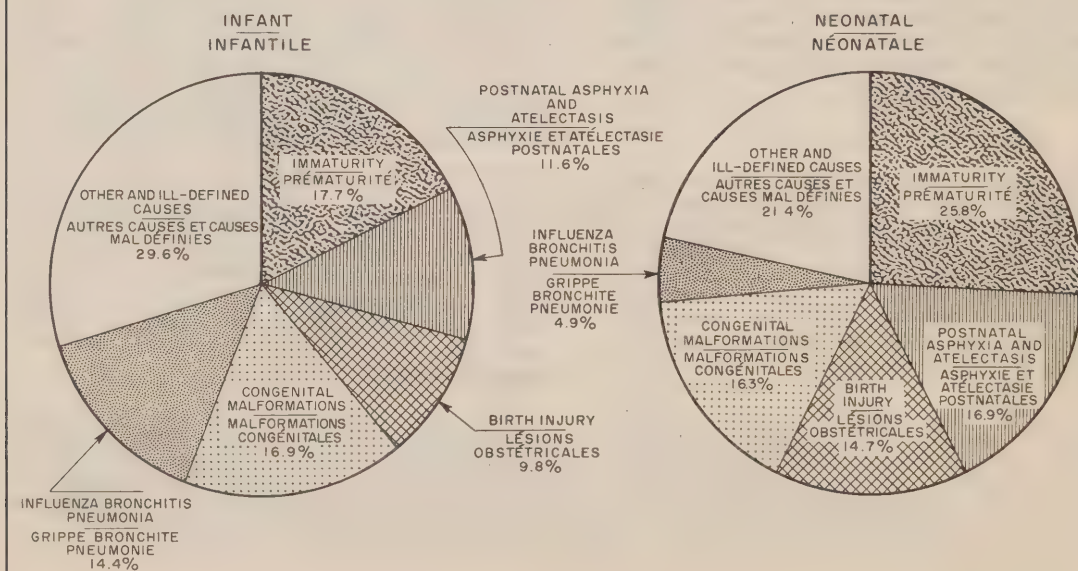 INFANT
INFANTILE
POSTNATAL ASPHYXIA
AND
ATELECTASIS
ASPHYXIE ET ATÉLECTASIE
POSTNATALES
11.6%
IMMATURITY
PRÉMATURITÉ
17.7%
OTHER AND ILL-DEFINED
CAUSES
AUTRES CAUSES ET CAUSES
MAL DÉFINIES
29.6%
CONGENITAL
MALFORMATIONS
MALFORMATIONS
CONGÉNITALES
16.9%
BIRTH INJURY
LÉSIONS
OBSTÉTRICALES
9.8%
INFLUENZA BRONCHITIS
PNEUMONIA
GRIPPE BRONCHITE
PNEUMONIE
14.4%
NEONATAL
NÉONATALE
OTHER AND
ILL-DEFINED CAUSES
AUTRES CAUSES ET
CAUSES MAL DÉFINIES
21.4%
IMMATURITY
PRÉMATURITÉ
25.8%
INFLUENZA
BRONCHITIS
PNEUMONIA
GRIPPE
BRONCHITE
PNEUMONIE
4.9%
CONGENITAL
MALFORMATIONS
MALFORMATIONS
CONGÉNITALES
16.3%
BIRTH
INJURY
LÉSIONS
OBSTÉTRICALES
14.7%
POSTNATAL
ASPHYXIA AND
ATELECTASIS
ASPHYXIE ET
ATÉLECTASIE
POSTNATALES
16.9%